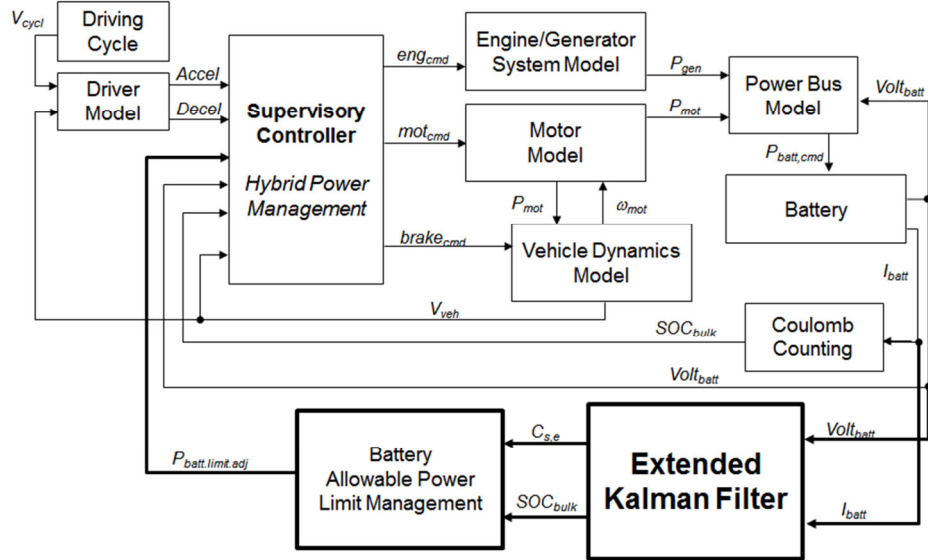 V_cycl
Driving
Cycle
Driver
Model
Accel
Decel
Supervisory
Controller
Hybrid Power
Management
eng_cmd
mot_cmd
brake_cmd
Engine/Generator
System Model
Motor
Model
P_mot
ω_mot
Vehicle Dynamics
Model
P_gen
P_mot
Power Bus
Model
Volt_batt
P_batt,cmd
Battery
I_batt
V_veh
SOC_bulk
Coulomb
Counting
Volt_batt
P_batt.limit.adj
Battery
Allowable Power
Limit Management
C_s,e
SOC_bulk
Extended
Kalman Filter
Volt_batt
I_batt